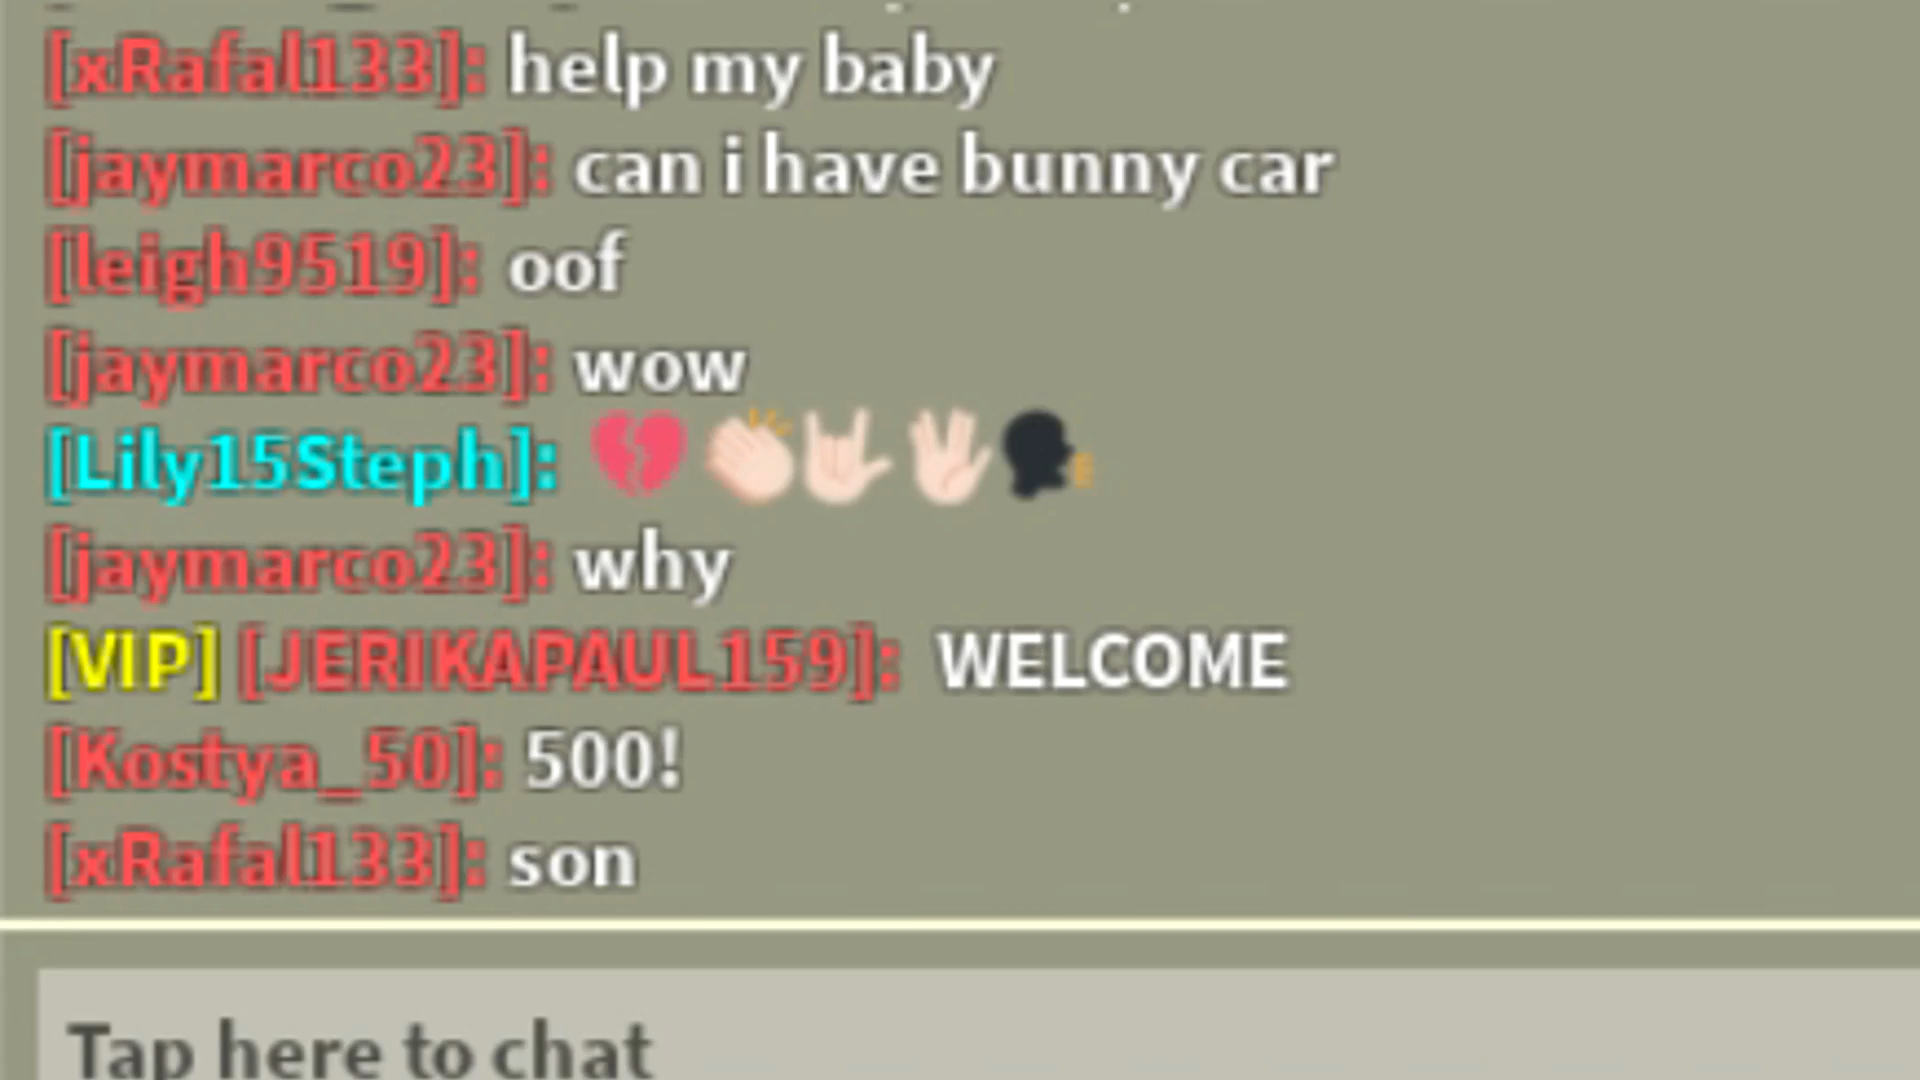 [xRafal133]: help my baby
[jaymarco23]: can i have bunny car
[leigh9519]: oof
[jaymarco23]: wow
[Lily15Steph]: 💔👏🏻🤟🏻🖖🏻🗣
[jaymarco23]: why
[VIP] [JERIKAPAUL159]: WELCOME
[Kostya_50]: 500!
[xRafal133]: son
Tap here to chat